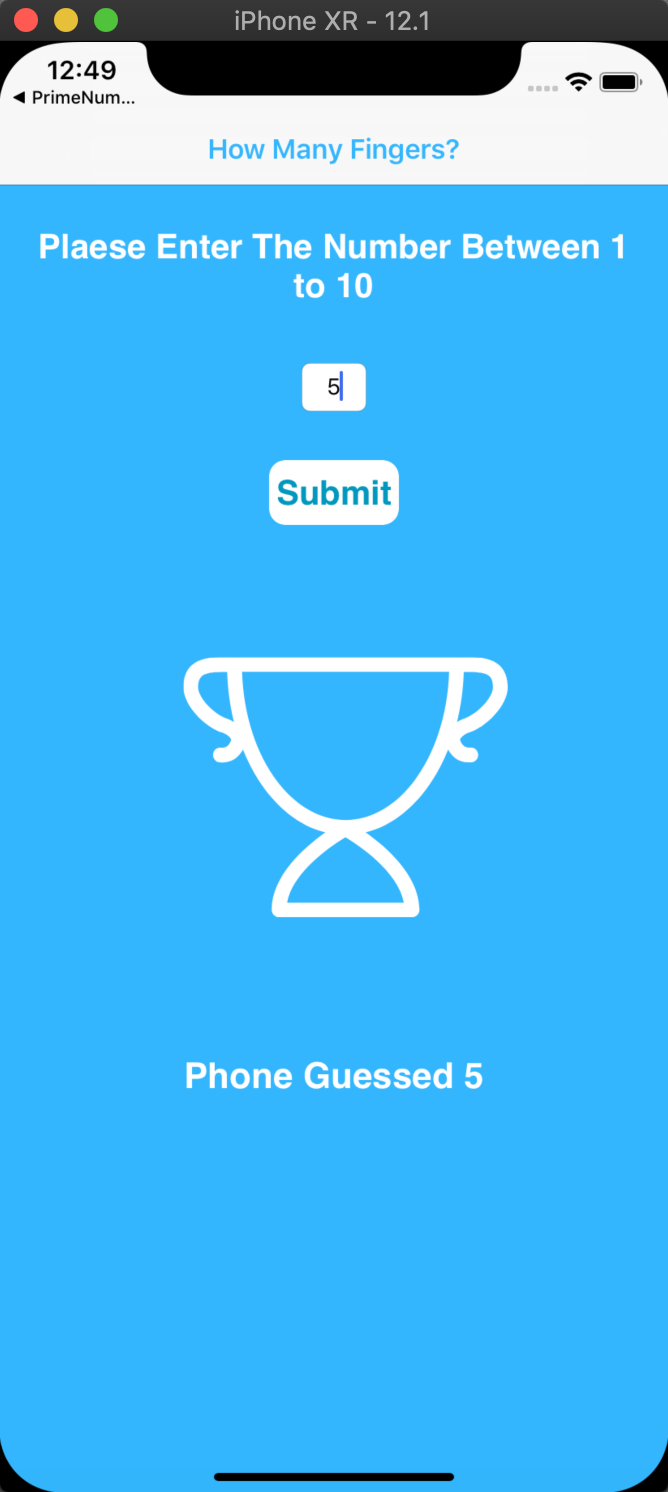 iPhone XR - 12.1
12:49
◀ PrimeNum...
How Many Fingers?
Plaese Enter The Number Between 1
to 10
5
Submit
Phone Guessed 5